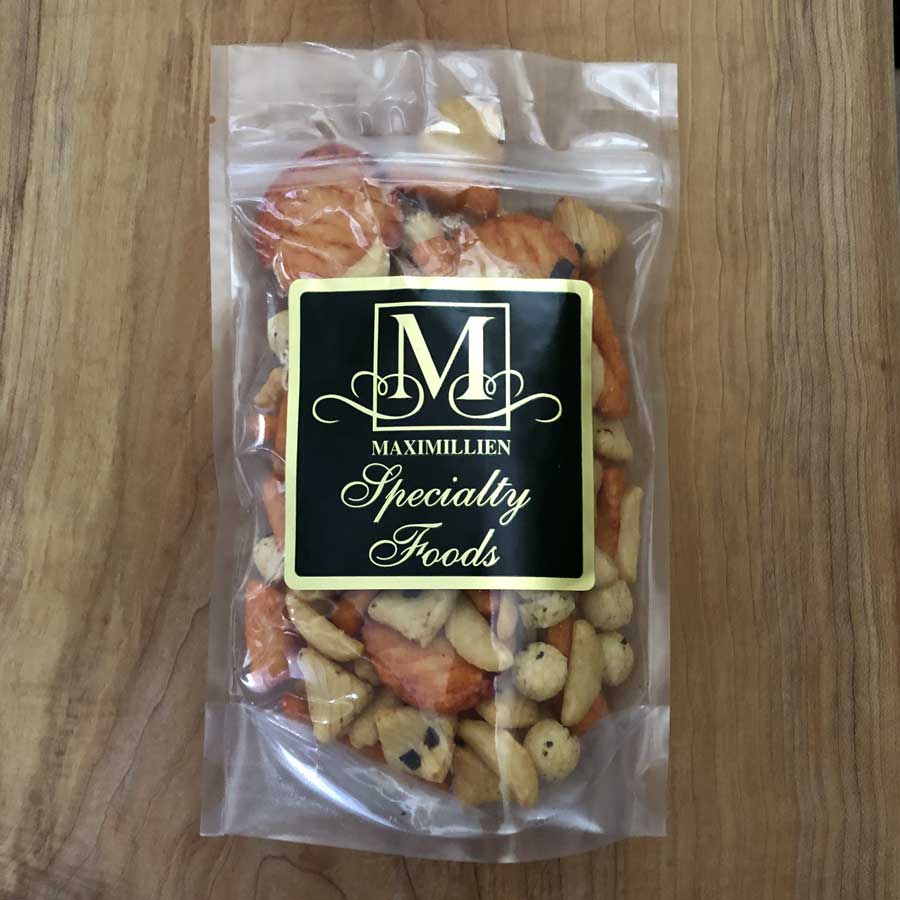 M
MAXIMILLIEN
Specialty
Foods